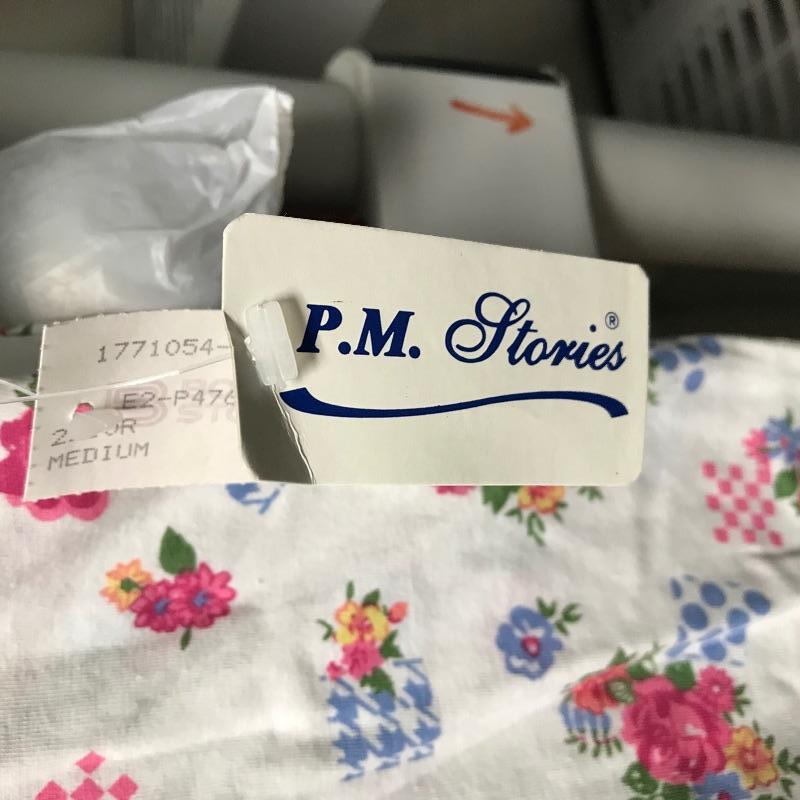 P.M. Stories®
1771054-
E2-P476
MEDIUM